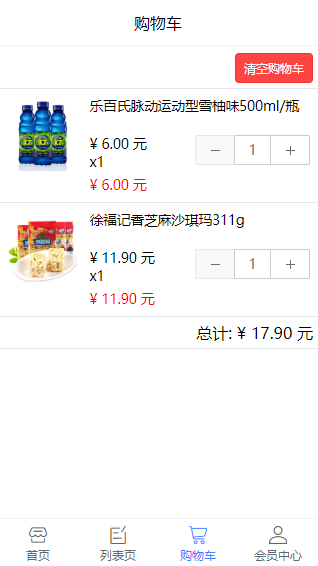 购物车
清空购物车
乐百氏脉动运动型雪柚味500ml/瓶
¥ 6.00 元
x1
1
¥ 6.00 元
徐福记香芝麻沙琪玛311g
¥ 11.90 元
x1
1
¥ 11.90 元
总计: ¥ 17.90 元
首页
列表页
购物车
会员中心